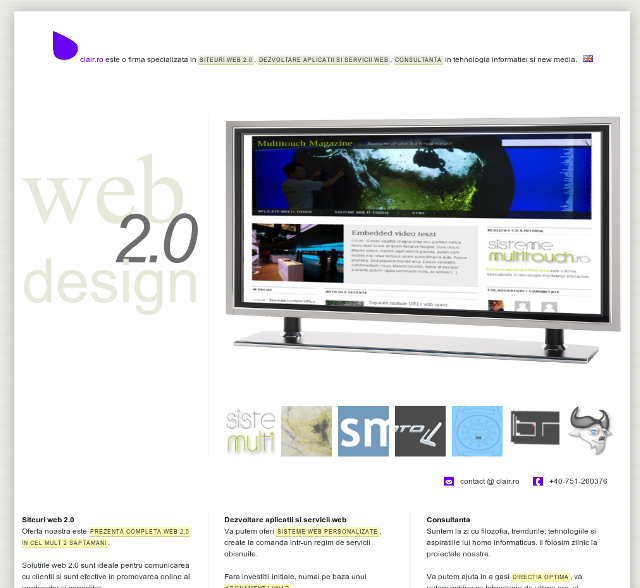 clair.ro este o firma specializata in SITEURI WEB 2.0, DEZVOLTARE APLICATII SI SERVICII WEB, CONSULTANTA in tehnologia informatiei si new media.
web
2.0
design
Multitouch Magazine
Embedded video teszt
sisteme
multitouch.ro
siste
multi
sm
contact @ clair.ro +40-751-260376
Siteuri web 2.0
Oferta noastra este PREZENTA COMPLETA WEB 2.0
IN CEL MULT 2 SAPTAMANI.
Solutiile web 2.0 sunt ideale pentru comunicarea
cu clientii si sunt efective in promovarea online al
Dezvoltare aplicatii si servicii web
Va putem oferi SISTEME WEB PERSONALIZATE,
create la comanda intr-un regim de servicii
obisnuite.
Fara investitii initiale, numai pe baza unui
Consultanta
Suntem la zi cu filozofia, trendurile, tehnologiile si
aspiratiile lui homo informaticus. Il folosim zilnic la
proiectele noastre.
Va putem ajuta in a gasi DIRECTIA OPTIMA, va